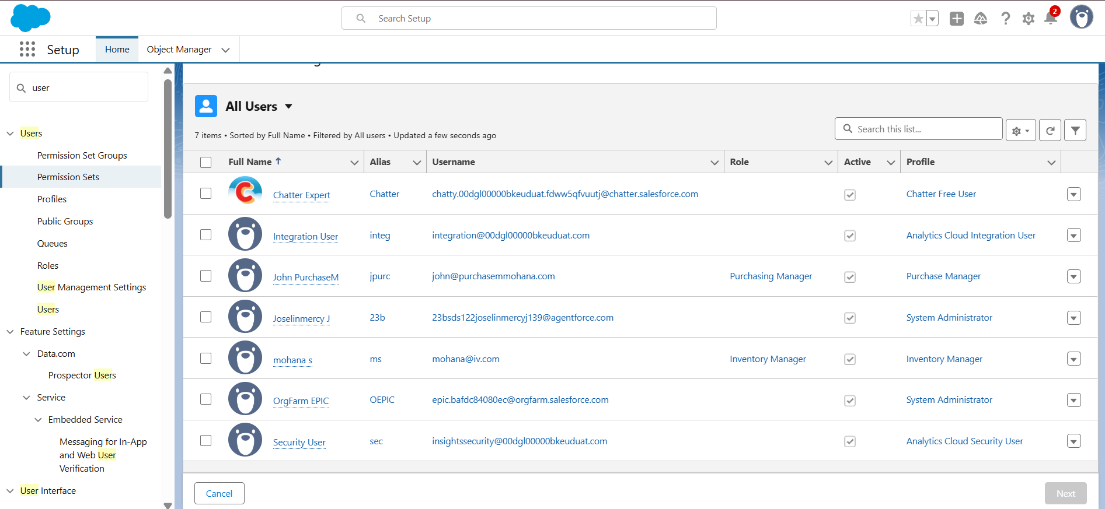 Search Setup
2
Setup
Home
Object Manager
user
Users
Permission Set Groups
Permission Sets
Profiles
Public Groups
Queues
Roles
User Management Settings
Users
Feature Settings
Data.com
Prospector Users
Service
Embedded Service
Messaging for In-App
and Web User
Verification
User Interface
All Users
7 items • Sorted by Full Name • Filtered by All users • Updated a few seconds ago
Search this list...
Full Name Alias Username Role Active Profile
Chatter Expert Chatter chatty.00dgl00000bkeuduat.fdww5qfvuutj@chatter.salesforce.com Chatter Free User
Integration User integ integration@00dgl00000bkeuduat.com Analytics Cloud Integration User
John PurchaseM jpurc john@purchasemmohana.com Purchasing Manager Purchase Manager
Joselinmercy J 23b 23bsds122joselinmercyj139@agentforce.com System Administrator
mohana s ms mohana@iv.com Inventory Manager Inventory Manager
OrgFarm EPIC OEPIC epic.bafdc84080ec@orgfarm.salesforce.com System Administrator
Security User sec insightssecurity@00dgl00000bkeuduat.com Analytics Cloud Security User
Cancel
Next